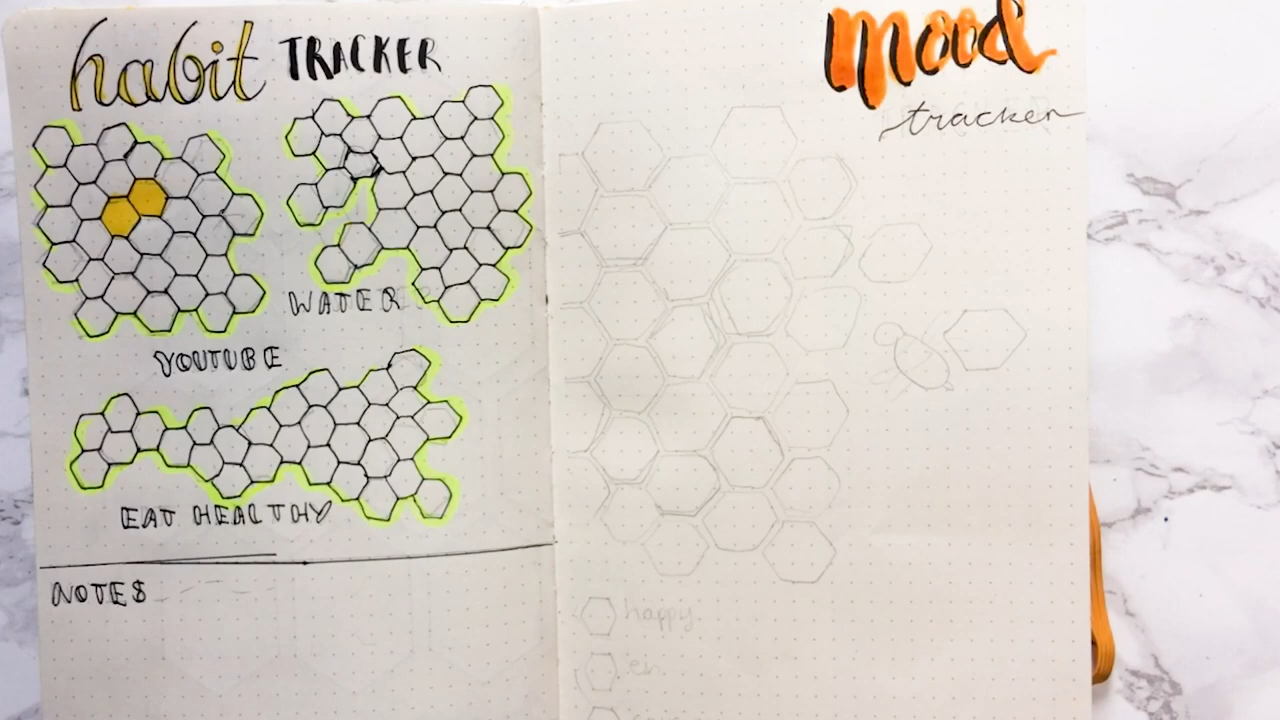 habit TRACKER
WATER
YOUTUBE
EAT HEALTHY
NOTES
mood
tracker
happy
eh